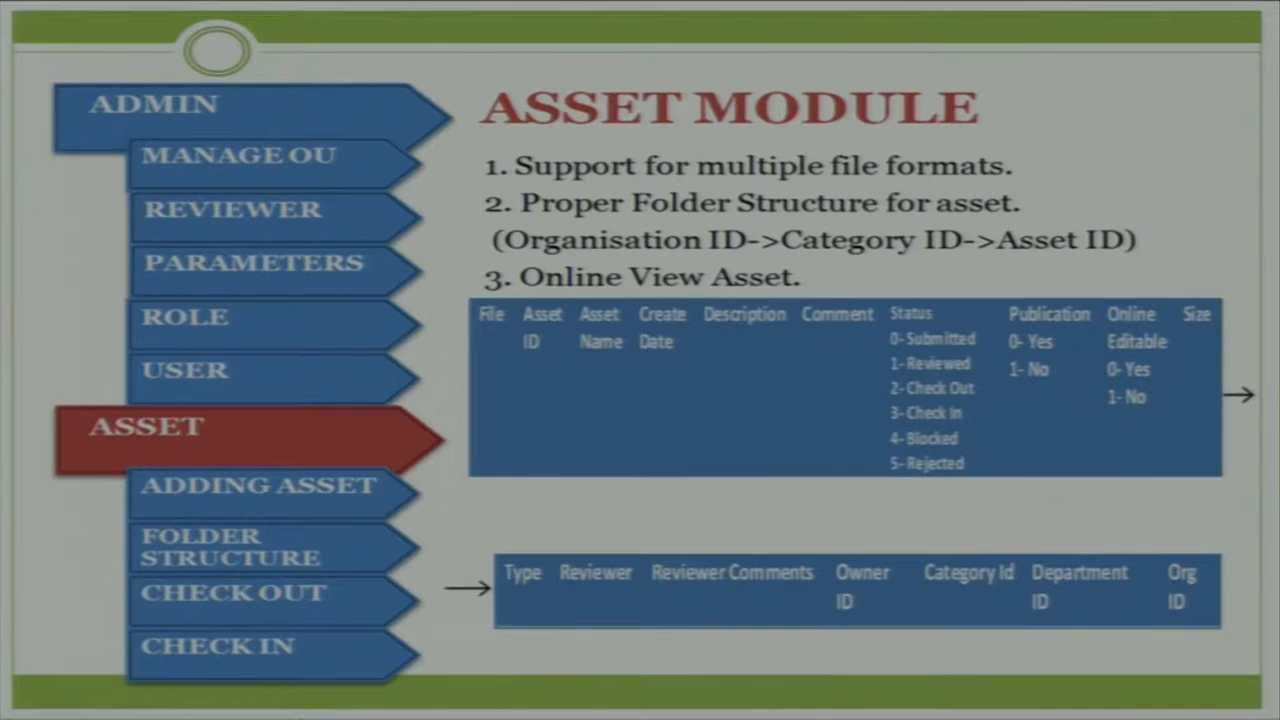 ADMIN
MANAGE OU
REVIEWER
PARAMETERS
ROLE
USER
ASSET
ADDING ASSET
FOLDER
STRUCTURE
CHECK OUT
CHECK IN
ASSET MODULE
1. Support for multiple file formats.
2. Proper Folder Structure for asset.
(Organisation ID->Category ID->Asset ID)
3. Online View Asset.
File
Asset
ID
Asset
Name
Create
Date
Description
Comment
Status
0- Submitted
1- Reviewed
2- Check Out
3- Check In
4- Blocked
5- Rejected
Publication
0- Yes
1- No
Online
Editable
0- Yes
1- No
Size
Type
Reviewer
Reviewer Comments
Owner
ID
Category Id
Department
ID
Org
ID